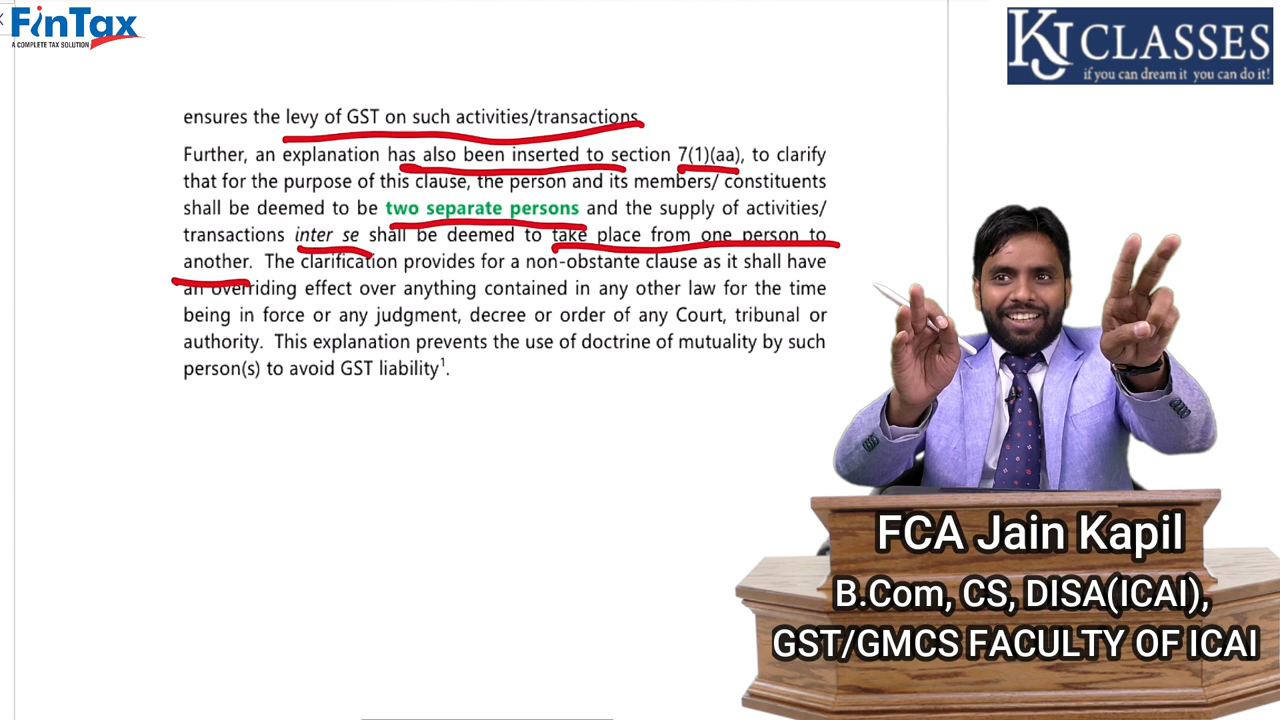 FinTax
A COMPLETE TAX SOLUTION
KJ CLASSES
if you can dream it you can do it!
ensures the levy of GST on such activities/transactions.
Further, an explanation has also been inserted to section 7(1)(aa), to clarify
that for the purpose of this clause, the person and its members/ constituents
shall be deemed to be two separate persons and the supply of activities/
transactions inter se shall be deemed to take place from one person to
another. The clarification provides for a non-obstante clause as it shall have
an overriding effect over anything contained in any other law for the time
being in force or any judgment, decree or order of any Court, tribunal or
authority. This explanation prevents the use of doctrine of mutuality by such
person(s) to avoid GST liability¹.
FCA Jain Kapil
B.Com, CS, DISA(ICAI),
GST/GMCS FACULTY OF ICAI